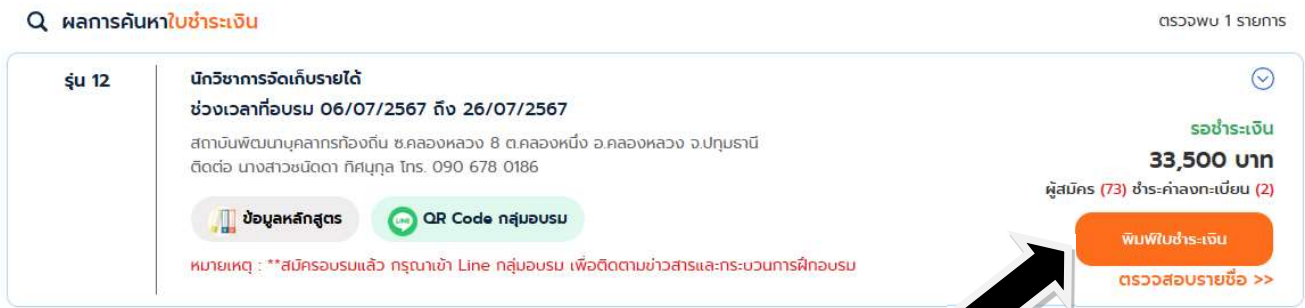 ผลการค้นหาใบชำระเงิน
ตรวจพบ 1 รายการ
รุ่น 12
นักวิชาการจัดเก็บรายได้
ช่วงเวลาที่อบรม 06/07/2567 ถึง 26/07/2567
สถาบันพัฒนาบุคลากรท้องถิ่น ซ.คลองหลวง 8 ต.คลองหนึ่ง อ.คลองหลวง จ.ปทุมธานี
ติดต่อ นางสาวชนัดดา ทิศนุกุล โทร. 090 678 0186
รอชำระเงิน
33,500 บาท
ผู้สมัคร (73) ชำระค่าลงทะเบียน (2)
ข้อมูลหลักสูตร
LINE
QR Code กลุ่มอบรม
พิมพ์ใบชำระเงิน
หมายเหตุ : **สมัครอบรมแล้ว กรุณาเข้า Line กลุ่มอบรม เพื่อติดตามข่าวสารและกระบวนการฝึกอบรม
ตรวจสอบรายชื่อ >>